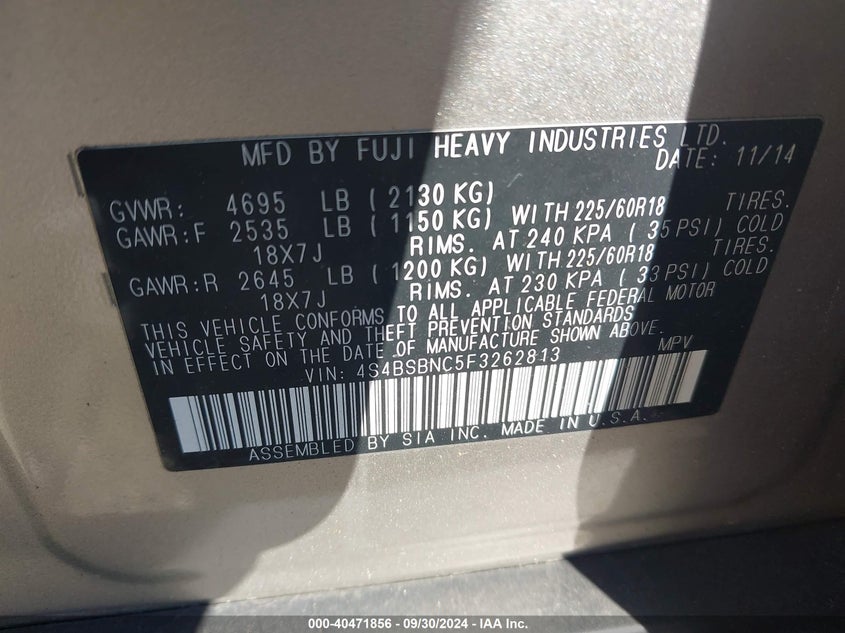 MFD BY FUJI HEAVY INDUSTRIES LTD.
DATE: 11/14
GVWR: 4695 LB ( 2130 KG)
GAWR:F 2535 LB ( 1150 KG) WITH 225/60R18 TIRES.
18X7J RIMS. AT 240 KPA ( 35 PSI) COLD
GAWR:R 2645 LB ( 1200 KG) WITH 225/60R18 TIRES.
18X7J RIMS. AT 230 KPA ( 33 PSI) COLD
THIS VEHICLE CONFORMS TO ALL APPLICABLE FEDERAL MOTOR
VEHICLE SAFETY AND THEFT PREVENTION STANDARDS
IN EFFECT ON THE DATE OF MANUFACTURE SHOWN ABOVE.
VIN: 4S4BSBNC5F3262813 MPV
ASSEMBLED BY SIA INC. MADE IN U.S.A.
000-40471856 - 09/30/2024 - IAA Inc.